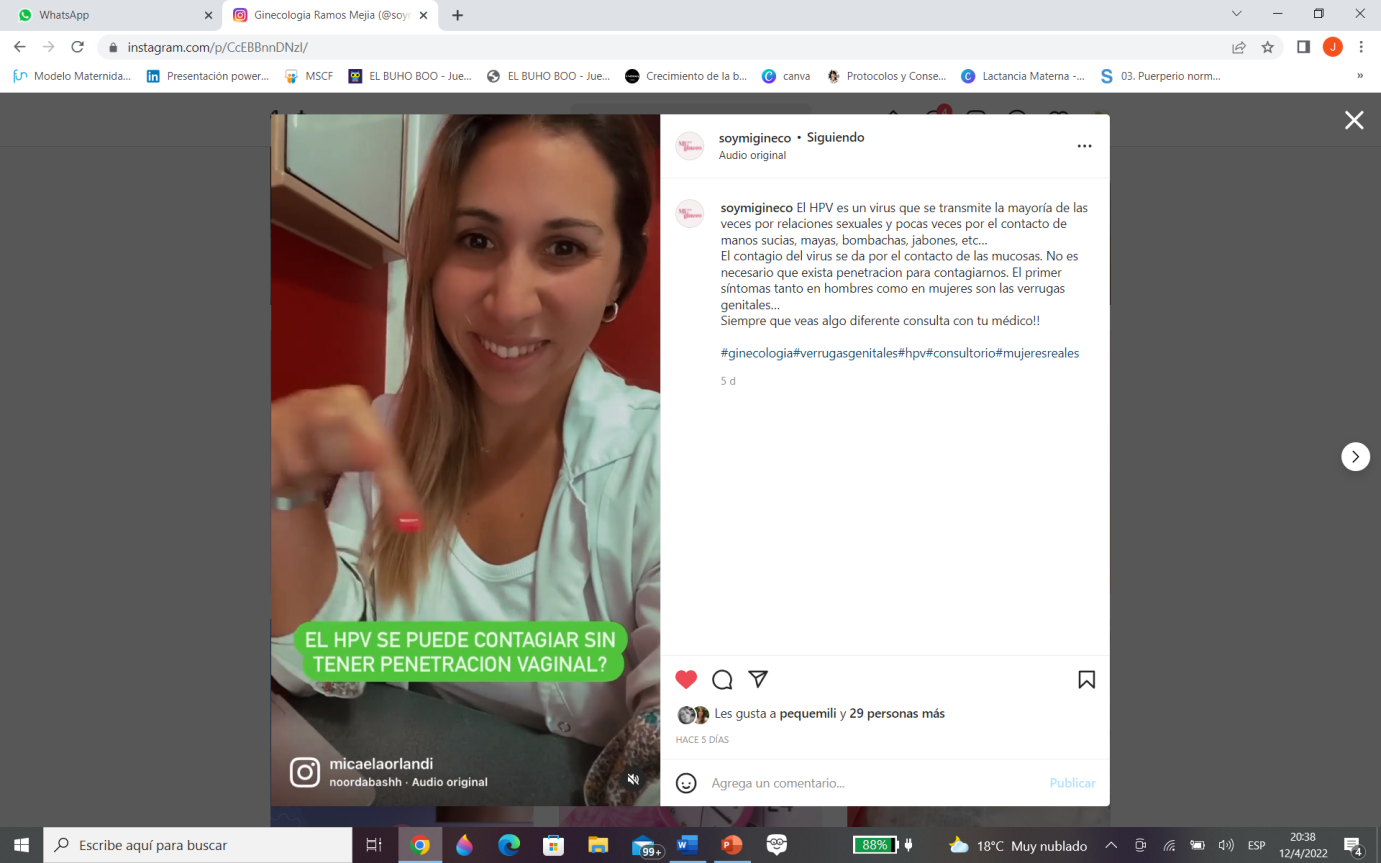 WhatsApp
Ginecologia Ramos Mejia (@soyr
instagram.com/p/CcEBBnnDNzI/
Modelo Maternida...
Presentación power...
MSCF
EL BUHO BOO - Jue...
EL BUHO BOO - Jue...
Crecimiento de la b...
canva
Protocolos y Conse...
Lactancia Materna -...
03. Puerperio norm...
»
J
soymigineco • Siguiendo
Audio original
soymigineco El HPV es un virus que se transmite la mayoría de las
veces por relaciones sexuales y pocas veces por el contacto de
manos sucias, mayas, bombachas, jabones, etc...
El contagio del virus se da por el contacto de las mucosas. No es
necesario que exista penetracion para contagiarnos. El primer
síntomas tanto en hombres como en mujeres son las verrugas
genitales...
Siempre que veas algo diferente consulta con tu médico!!
#ginecologia#verrugasgenitales#hpv#consultorio#mujeresreales
5 d
EL HPV SE PUEDE CONTAGIAR SIN
TENER PENETRACION VAGINAL?
micaelaorlandi
noordabashh · Audio original
Les gusta a pequemili y 29 personas más
HACE 5 DÍAS
Agrega un comentario...
Publicar
Escribe aquí para buscar
99+
88%
18°C Muy nublado
ESP
20:38
12/4/2022
4